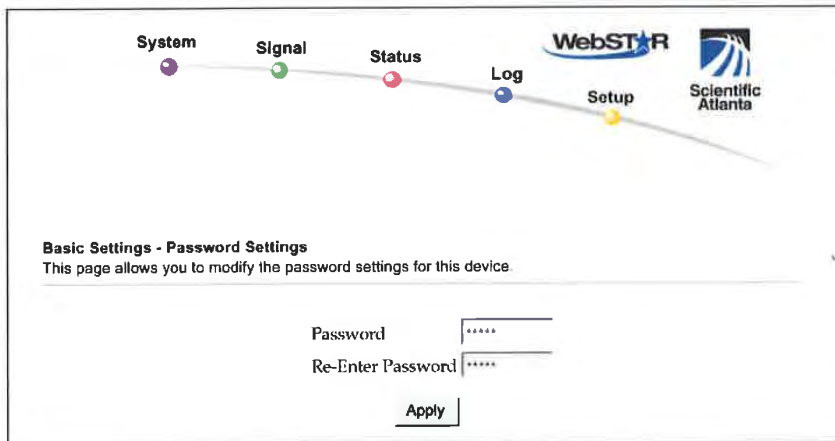 System
Signal
Status
Log
Setup
WebSTAR
Scientific
Atlanta
Basic Settings - Password Settings
This page allows you to modify the password settings for this device.
Password •••••
Re-Enter Password •••••
Apply